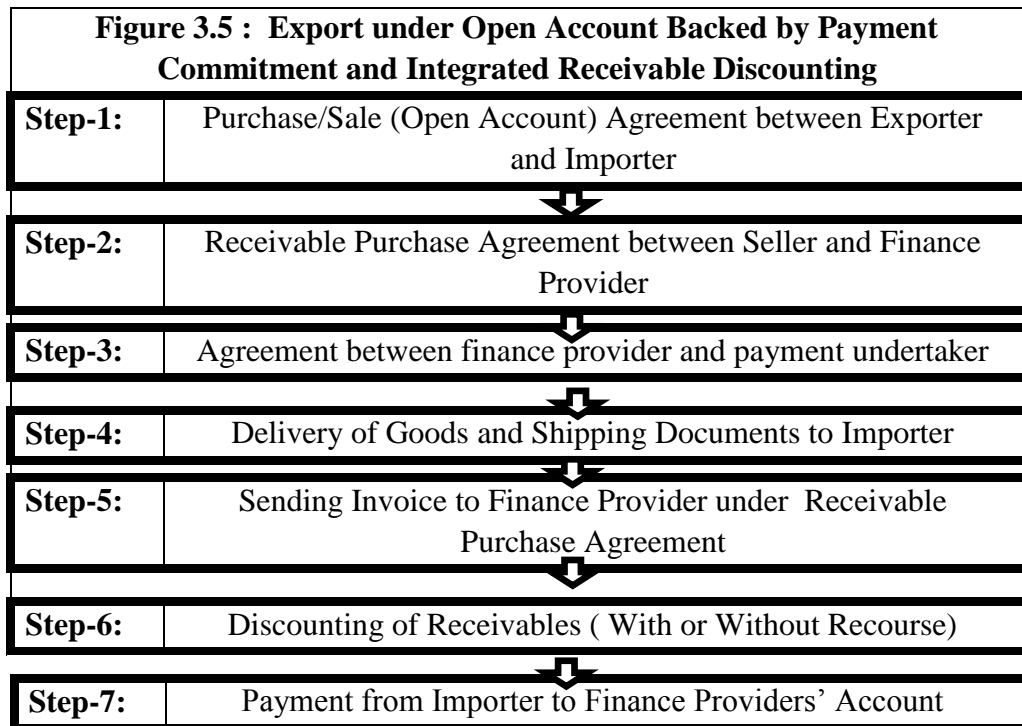 Figure 3.5 : Export under Open Account Backed by Payment
Commitment and Integrated Receivable Discounting
Step-1: Purchase/Sale (Open Account) Agreement between Exporter
and Importer
Step-2: Receivable Purchase Agreement between Seller and Finance
Provider
Step-3: Agreement between finance provider and payment undertaker
Step-4: Delivery of Goods and Shipping Documents to Importer
Step-5: Sending Invoice to Finance Provider under Receivable
Purchase Agreement
Step-6: Discounting of Receivables ( With or Without Recourse)
Step-7: Payment from Importer to Finance Providers’ Account